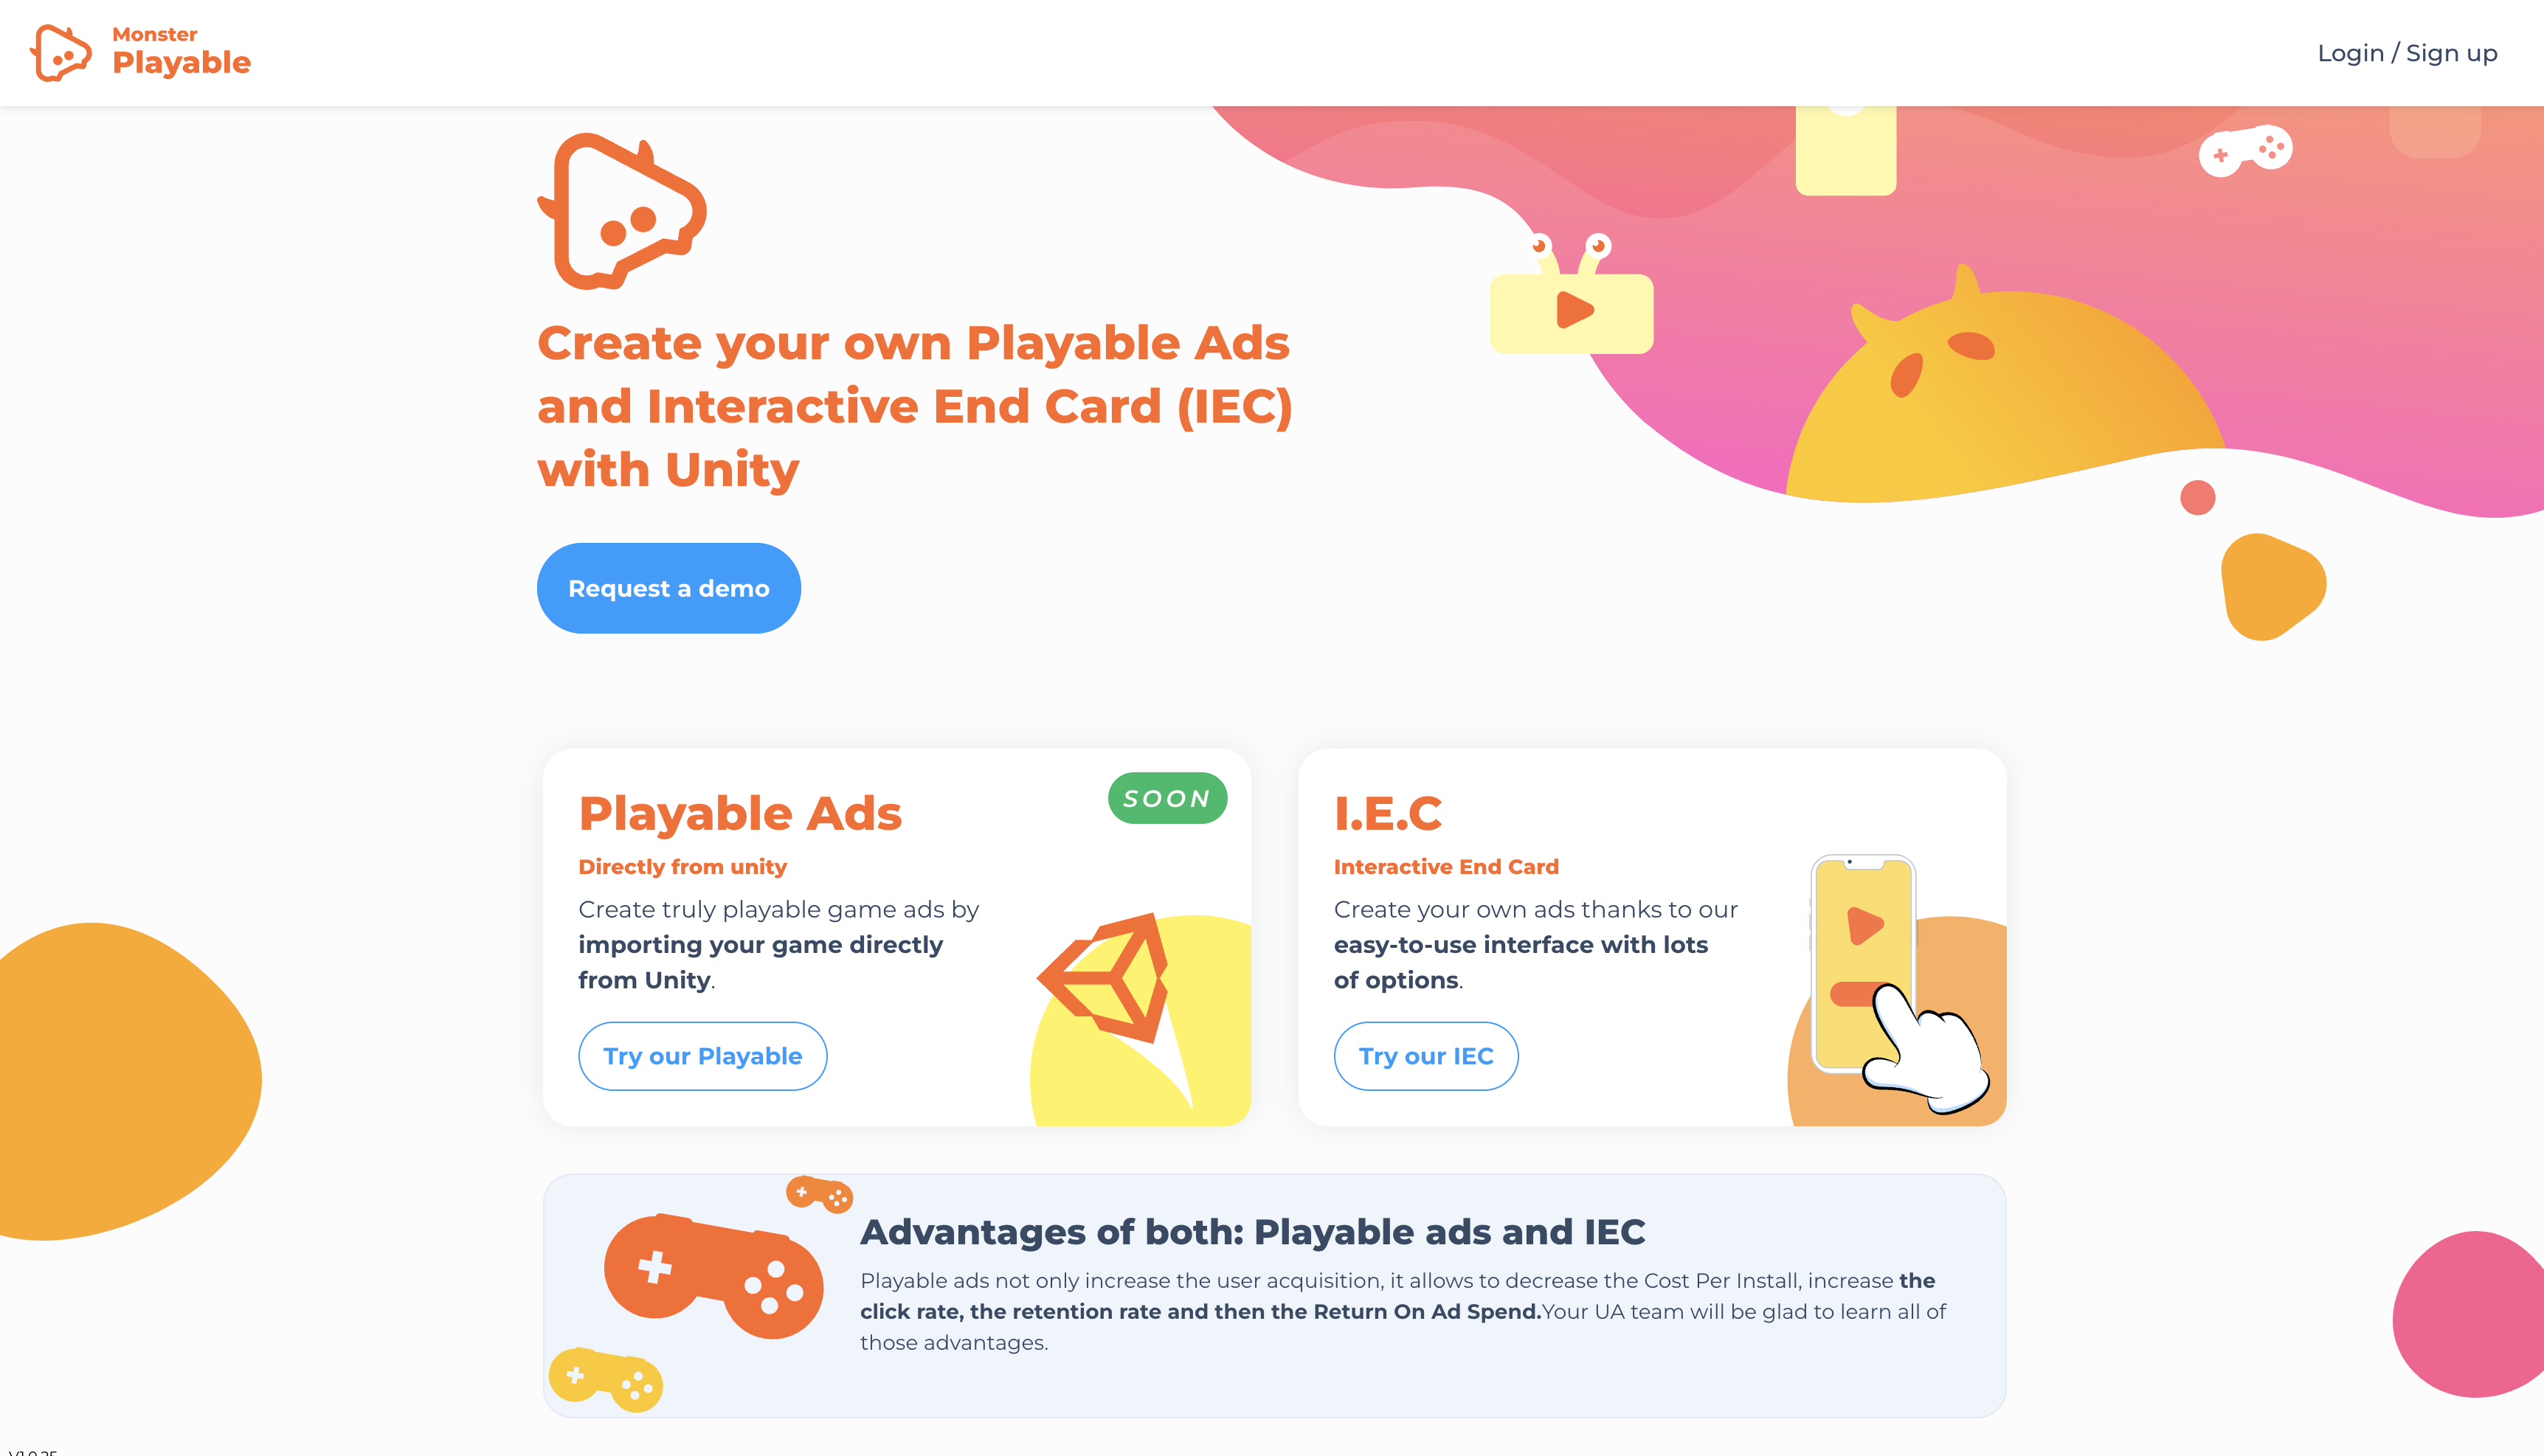 Monster
Playable
Login / Sign up
Create your own Playable Ads
and Interactive End Card (IEC)
with Unity
Request a demo
Playable Ads
SOON
Directly from unity
Create truly playable game ads by
importing your game directly
from Unity.
Try our Playable
I.E.C
Interactive End Card
Create your own ads thanks to our
easy-to-use interface with lots
of options.
Try our IEC
Advantages of both: Playable ads and IEC
Playable ads not only increase the user acquisition, it allows to decrease the Cost Per Install, increase the
click rate, the retention rate and then the Return On Ad Spend.Your UA team will be glad to learn all of
those advantages.